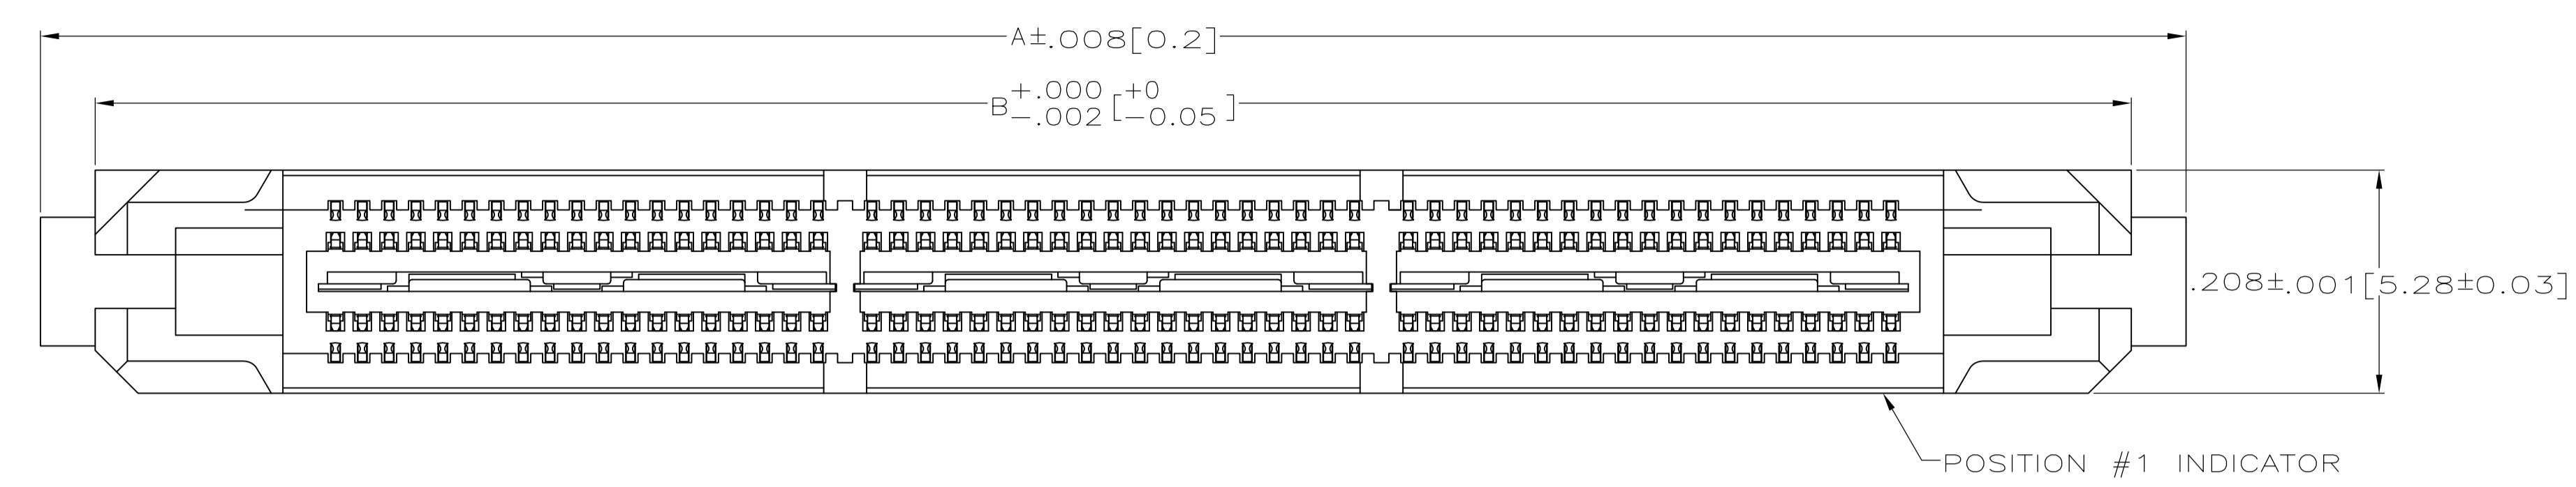 A±.008[0.2]
B +.000 -.002 [+0 -0.05]
.208±.001[5.28±0.03]
POSITION #1 INDICATOR